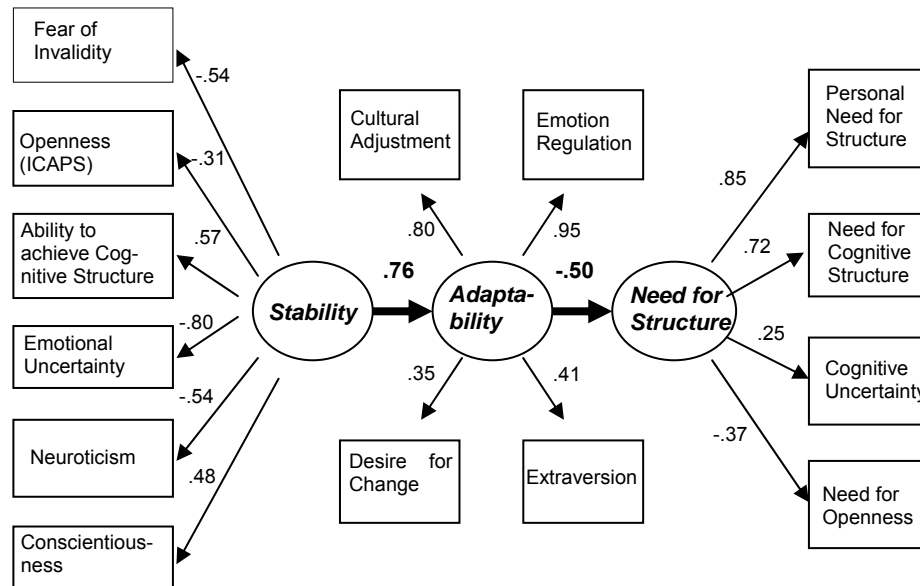 Fear of
Invalidity
-.54
Openness
(ICAPS)
-.31
Ability to
achieve Cog-
nitive Structure
.57
Emotional
Uncertainty
-.80
Neuroticism
-.54
Conscientious-
ness
.48
Stability
.76
Cultural
Adjustment
.80
Emotion
Regulation
.95
Adapta-
bility
-.50
Desire for
Change
.35
Extraversion
.41
Need for
Structure
Personal
Need for
Structure
.85
Need for
Cognitive
Structure
.72
Cognitive
Uncertainty
.25
Need for
Openness
-.37